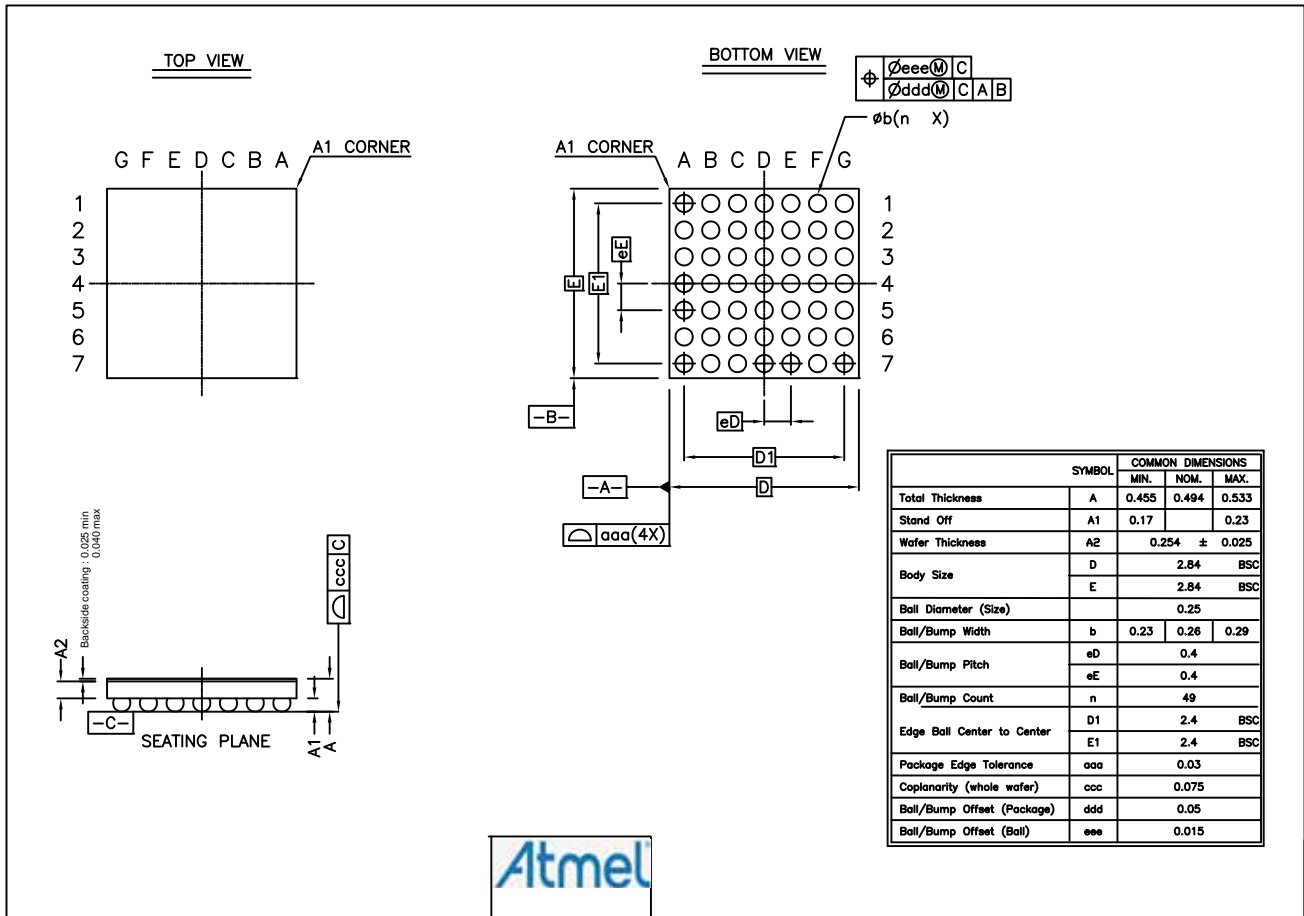 TOP VIEW
G F E D C B A
A1 CORNER
1
2
3
4
5
6
7
BOTTOM VIEW
Øeee Ⓜ C
Øddd Ⓜ C A B
øb(n X)
A1 CORNER
A B C D E F G
1
2
3
4
5
6
7
E
E1
eE
-B-
eD
D1
-A-
D
aaa(4X)
Backside coating : 0.025 min
0.040 max
A2
ccc C
-C-
SEATING PLANE
A1
A
SYMBOL COMMON DIMENSIONS
MIN. NOM. MAX.
Total Thickness A 0.455 0.494 0.533
Stand Off A1 0.17 0.23
Wafer Thickness A2 0.254 ± 0.025
Body Size D 2.84 BSC
E 2.84 BSC
Ball Diameter (Size) 0.25
Ball/Bump Width b 0.23 0.26 0.29
Ball/Bump Pitch eD 0.4
eE 0.4
Ball/Bump Count n 49
Edge Ball Center to Center D1 2.4 BSC
E1 2.4 BSC
Package Edge Tolerance aaa 0.03
Coplanarity (whole wafer) ccc 0.075
Ball/Bump Offset (Package) ddd 0.05
Ball/Bump Offset (Ball) eee 0.015
Atmel